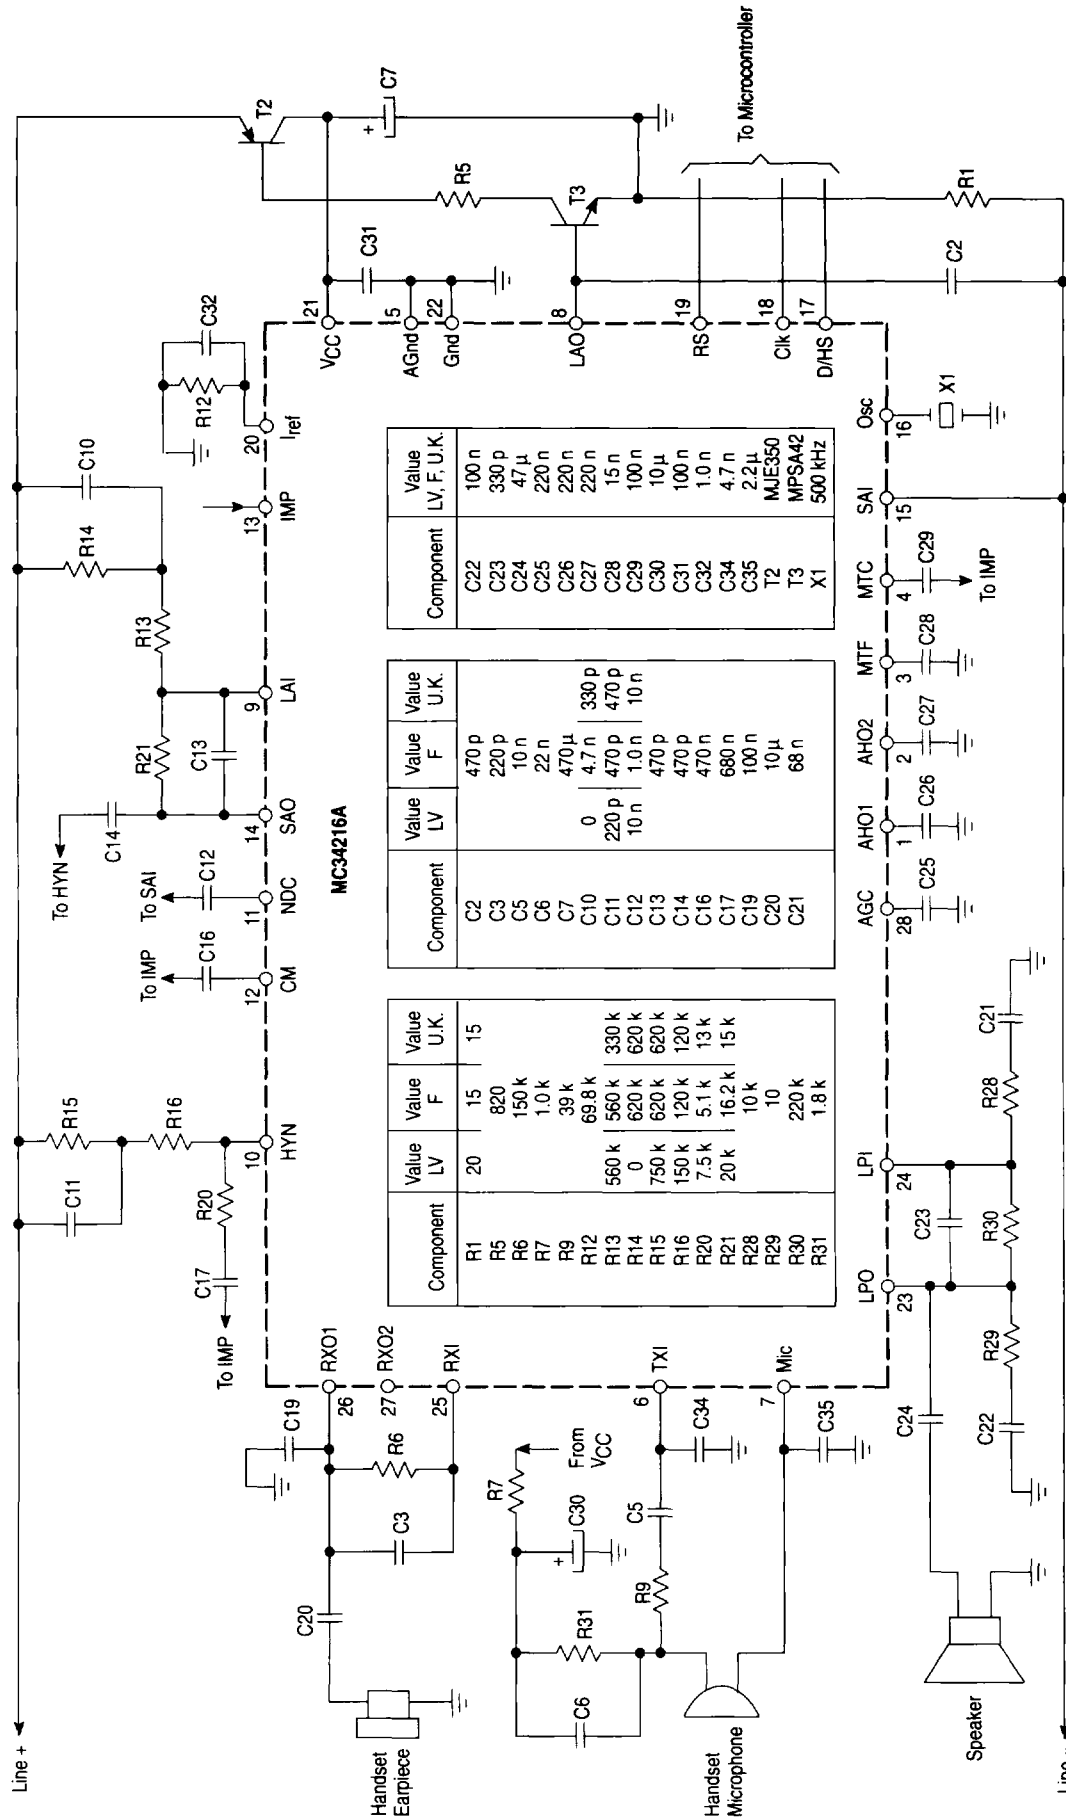 Line +
C11
R15
R16
R20
C17
To IMP
10
HYN
To IMP
C16
12
CM
To SAI
C12
11
NDC
To HYN
C14
14
SAO
R21
C13
9
LAI
R13
R14
C10
13
IMP
R12
C32
20
Iref
T2
C7
+
21
VCC
C31
5
AGnd
22
Gnd
R5
T3
8
LAO
C2
R1
19
RS
18
Clk
17
D/HS
To Microcontroller
MC34216A
Component Value LV Value F Value U.K.
R1 20 15 15
R5 820
R6 150 k
R7 1.0 k
R9 39 k
R12 69.8 k
R13 560 k 560 k 330 k
R14 0 620 k 620 k
R15 750 k 620 k 620 k
R16 150 k 120 k 120 k
R20 7.5 k 5.1 k 13 k
R21 20 k 16.2 k 15 k
R28 10 k
R29 10
R30 220 k
R31 1.8 k
Component Value LV Value F Value U.K.
C2 470 p
C3 220 p
C5 10 n
C6 22 n
C7 470 µ
C10 0 4.7 n 330 p
C11 220 p 470 p 470 p
C12 10 n 1.0 n 10 n
C13 470 p
C14 470 p
C16 470 n
C17 680 n
C19 100 n
C20 10 µ
C21 68 n
Component Value LV, F, U.K.
C22 100 n
C23 330 p
C24 47 µ
C25 220 n
C26 220 n
C27 220 n
C28 15 n
C29 100 n
C30 10 µ
C31 100 n
C32 1.0 n
C34 4.7 n
C35 2.2 µ
T2 MJE350
T3 MPSA42
X1 500 kHz
C19
RXO1
26
RXO2
27
RXI
25
R6
C3
C20
Handset
Earpiece
R7
From
VCC
+
C30
TXI
6
C34
C5
R9
R31
C6
Mic
7
C35
Handset
Microphone
LPO
23
LPI
24
C23
R30
R28
C21
R29
C22
C24
Speaker
AGC
28
C25
AHO1
1
C26
AHO2
2
C27
MTF
3
C28
MTC
4
C29
To IMP
SAI
15
Osc
16
X1